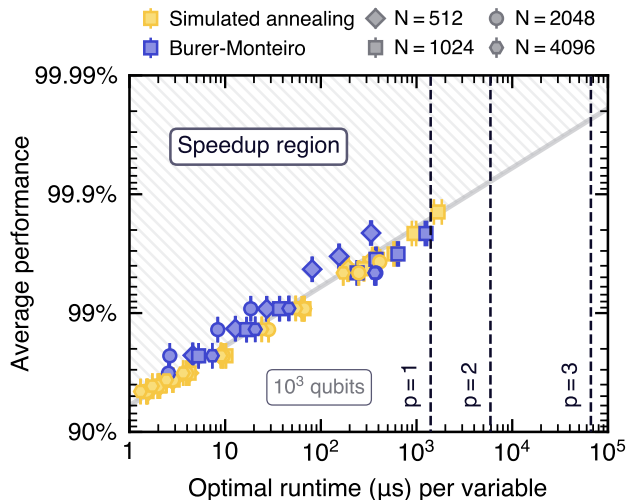 Simulated annealing
Burer-Monteiro
N = 512
N = 1024
N = 2048
N = 4096
99.99%
99.9%
99%
90%
Average performance
Speedup region
10³ qubits
p = 1
p = 2
p = 3
1
10
10²
10³
10⁴
10⁵
Optimal runtime (µs) per variable